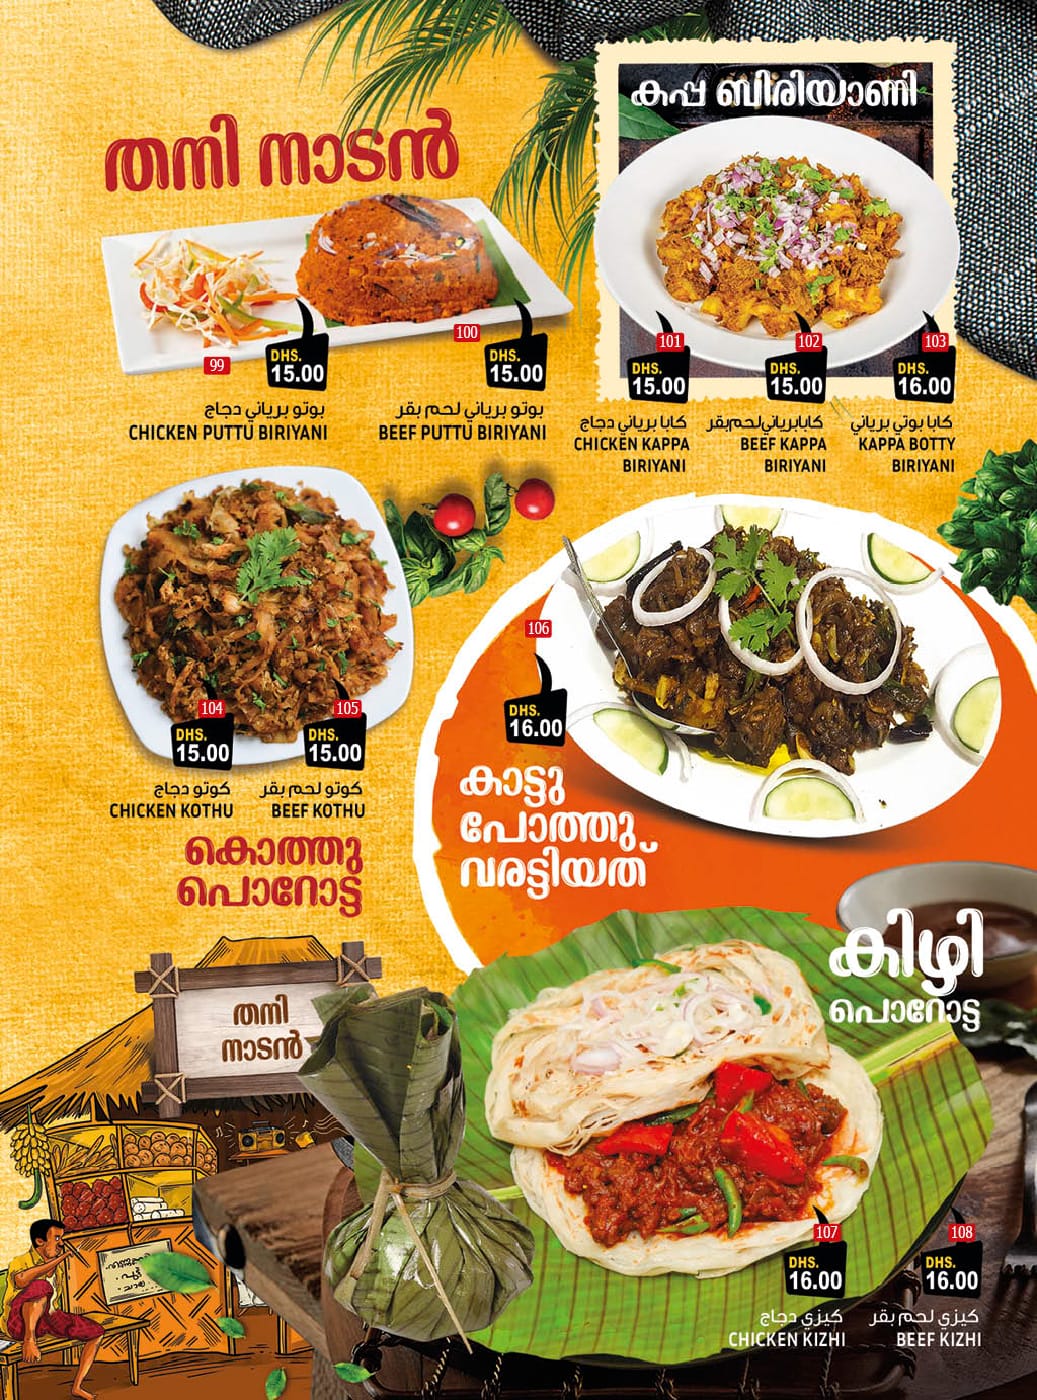 തനി നാടൻ
കപ്പ ബിരിയാണി
99
DHS.
15.00
100
DHS.
15.00
بوتو برياني دجاج
CHICKEN PUTTU BIRIYANI
بوتو برياني لحم بقر
BEEF PUTTU BIRIYANI
101
DHS.
15.00
102
DHS.
15.00
103
DHS.
16.00
كابا برياني دجاج
CHICKEN KAPPA
BIRIYANI
كابابرياني لحم بقر
BEEF KAPPA
BIRIYANI
كابا بوتي برياني
KAPPA BOTTY
BIRIYANI
104
DHS.
15.00
105
DHS.
15.00
كوتو دجاج
CHICKEN KOTHU
كوتو لحم بقر
BEEF KOTHU
കൊത്തു
പൊറോട്ട
106
DHS.
16.00
കാട്ടു
പോത്തു
വരട്ടിയത്
കിഴി
പൊറോട്ട
തനി
നാടൻ
107
DHS.
16.00
108
DHS.
16.00
كيزي دجاج
CHICKEN KIZHI
كيزي لحم بقر
BEEF KIZHI
പുട്ട്
ചായ